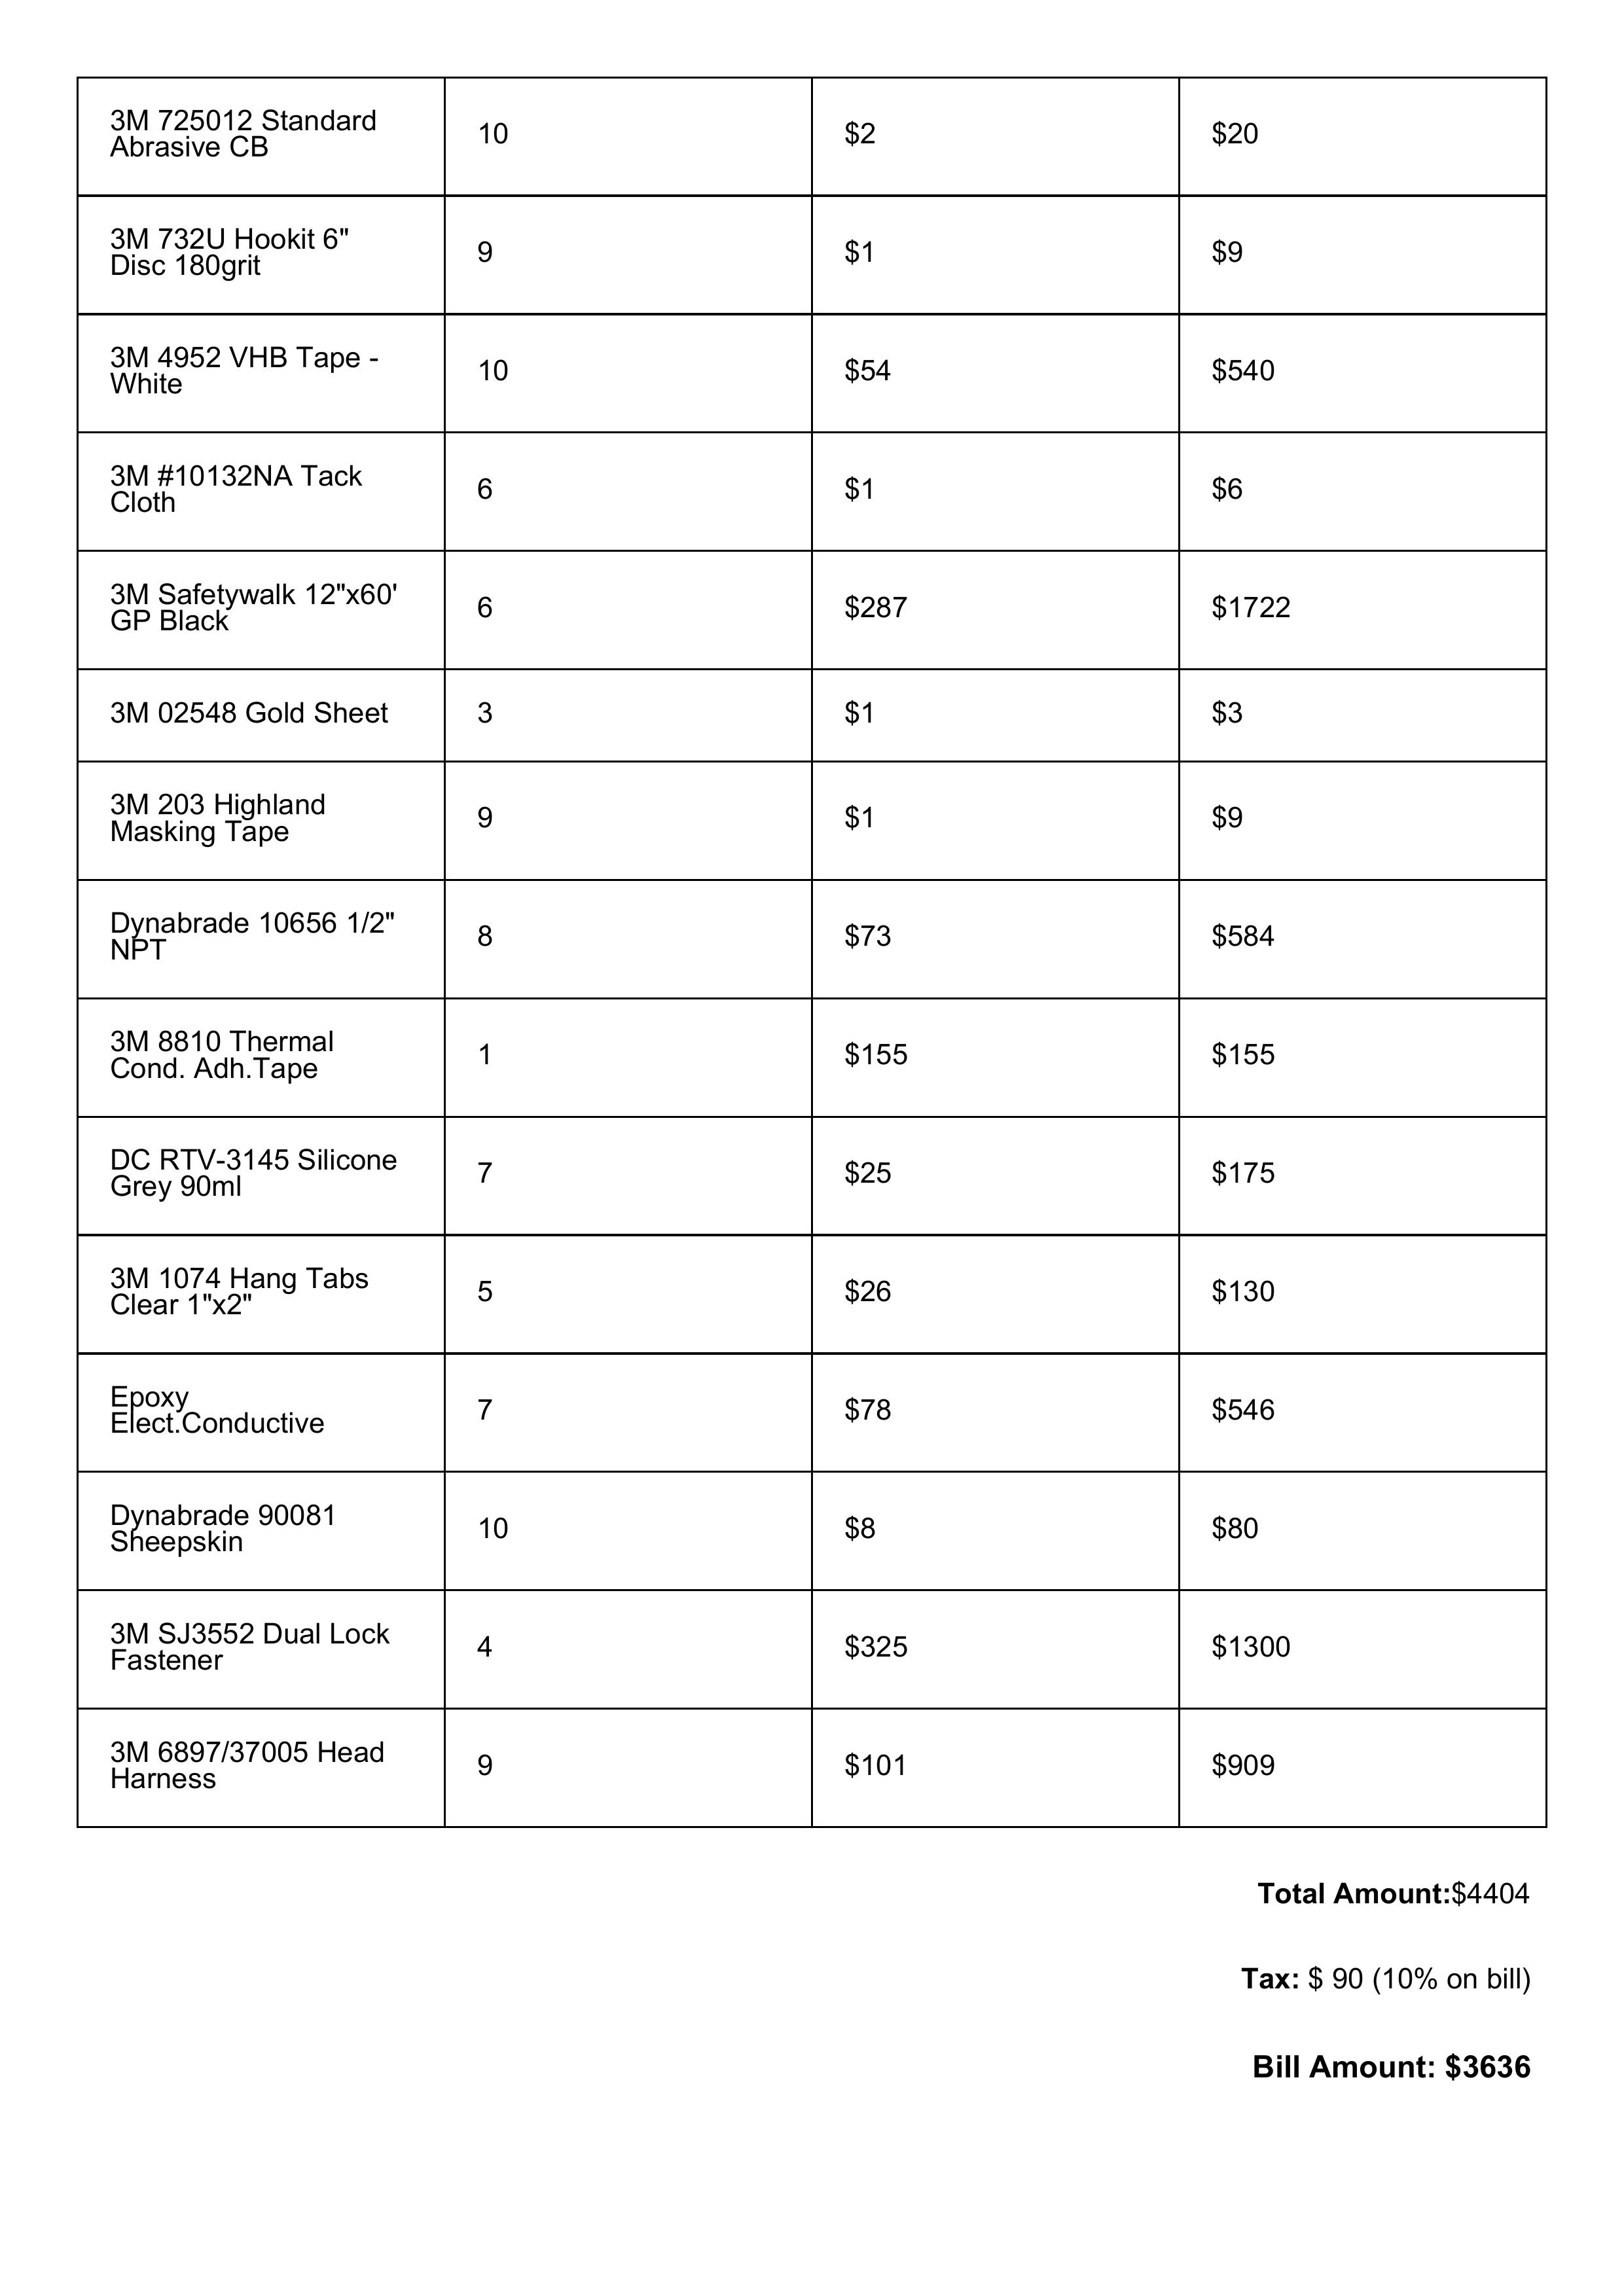 3M 725012 Standard
Abrasive CB
10
$2
$20
3M 732U Hookit 6"
Disc 180grit
9
$1
$9
3M 4952 VHB Tape -
White
10
$54
$540
3M #10132NA Tack
Cloth
6
$1
$6
3M Safetywalk 12"x60'
GP Black
6
$287
$1722
3M 02548 Gold Sheet
3
$1
$3
3M 203 Highland
Masking Tape
9
$1
$9
Dynabrade 10656 1/2"
NPT
8
$73
$584
3M 8810 Thermal
Cond. Adh.Tape
1
$155
$155
DC RTV-3145 Silicone
Grey 90ml
7
$25
$175
3M 1074 Hang Tabs
Clear 1"x2"
5
$26
$130
Epoxy
Elect.Conductive
7
$78
$546
Dynabrade 90081
Sheepskin
10
$8
$80
3M SJ3552 Dual Lock
Fastener
4
$325
$1300
3M 6897/37005 Head
Harness
9
$101
$909
Total Amount:$4404
Tax: $ 90 (10% on bill)
Bill Amount: $3636